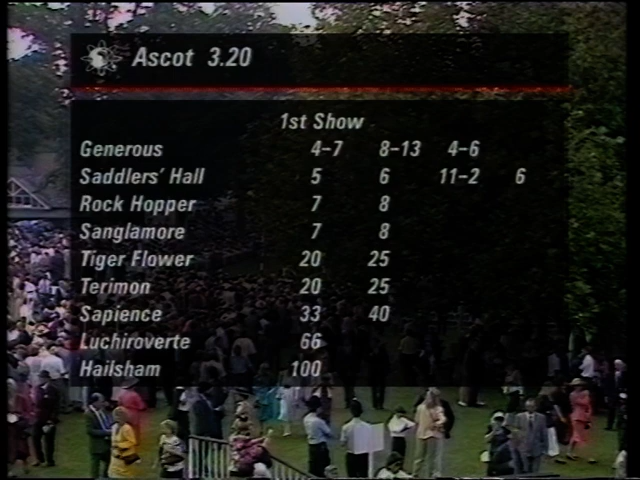 Ascot 3.20
1st Show
Generous 4-7 8-13 4-6
Saddlers' Hall 5 6 11-2 6
Rock Hopper 7 8
Sanglamore 7 8
Tiger Flower 20 25
Terimon 20 25
Sapience 33 40
Luchiroverte 66
Hailsham 100